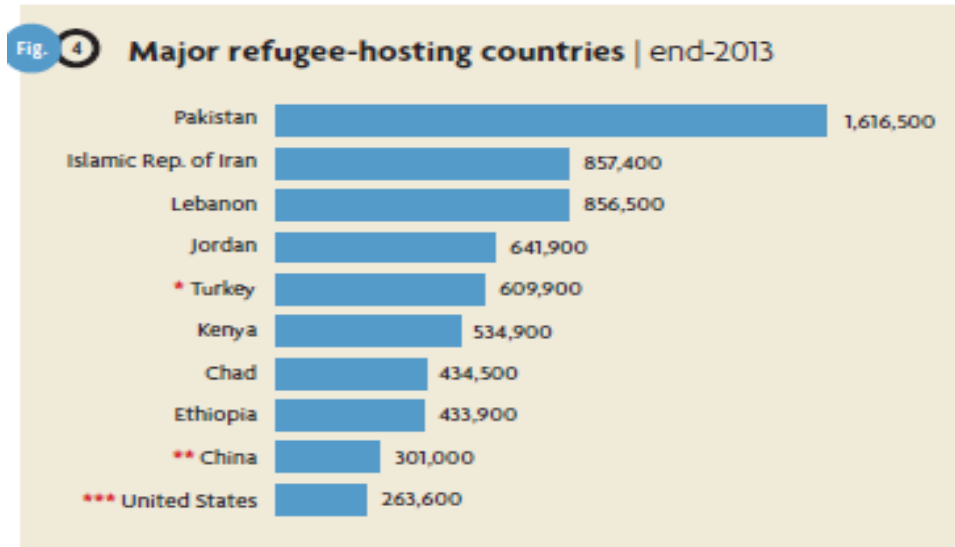 Fig. 4 Major refugee-hosting countries | end-2013
Pakistan 1,616,500
Islamic Rep. of Iran 857,400
Lebanon 856,500
Jordan 641,900
* Turkey 609,900
Kenya 534,900
Chad 434,500
Ethiopia 433,900
** China 301,000
*** United States 263,600